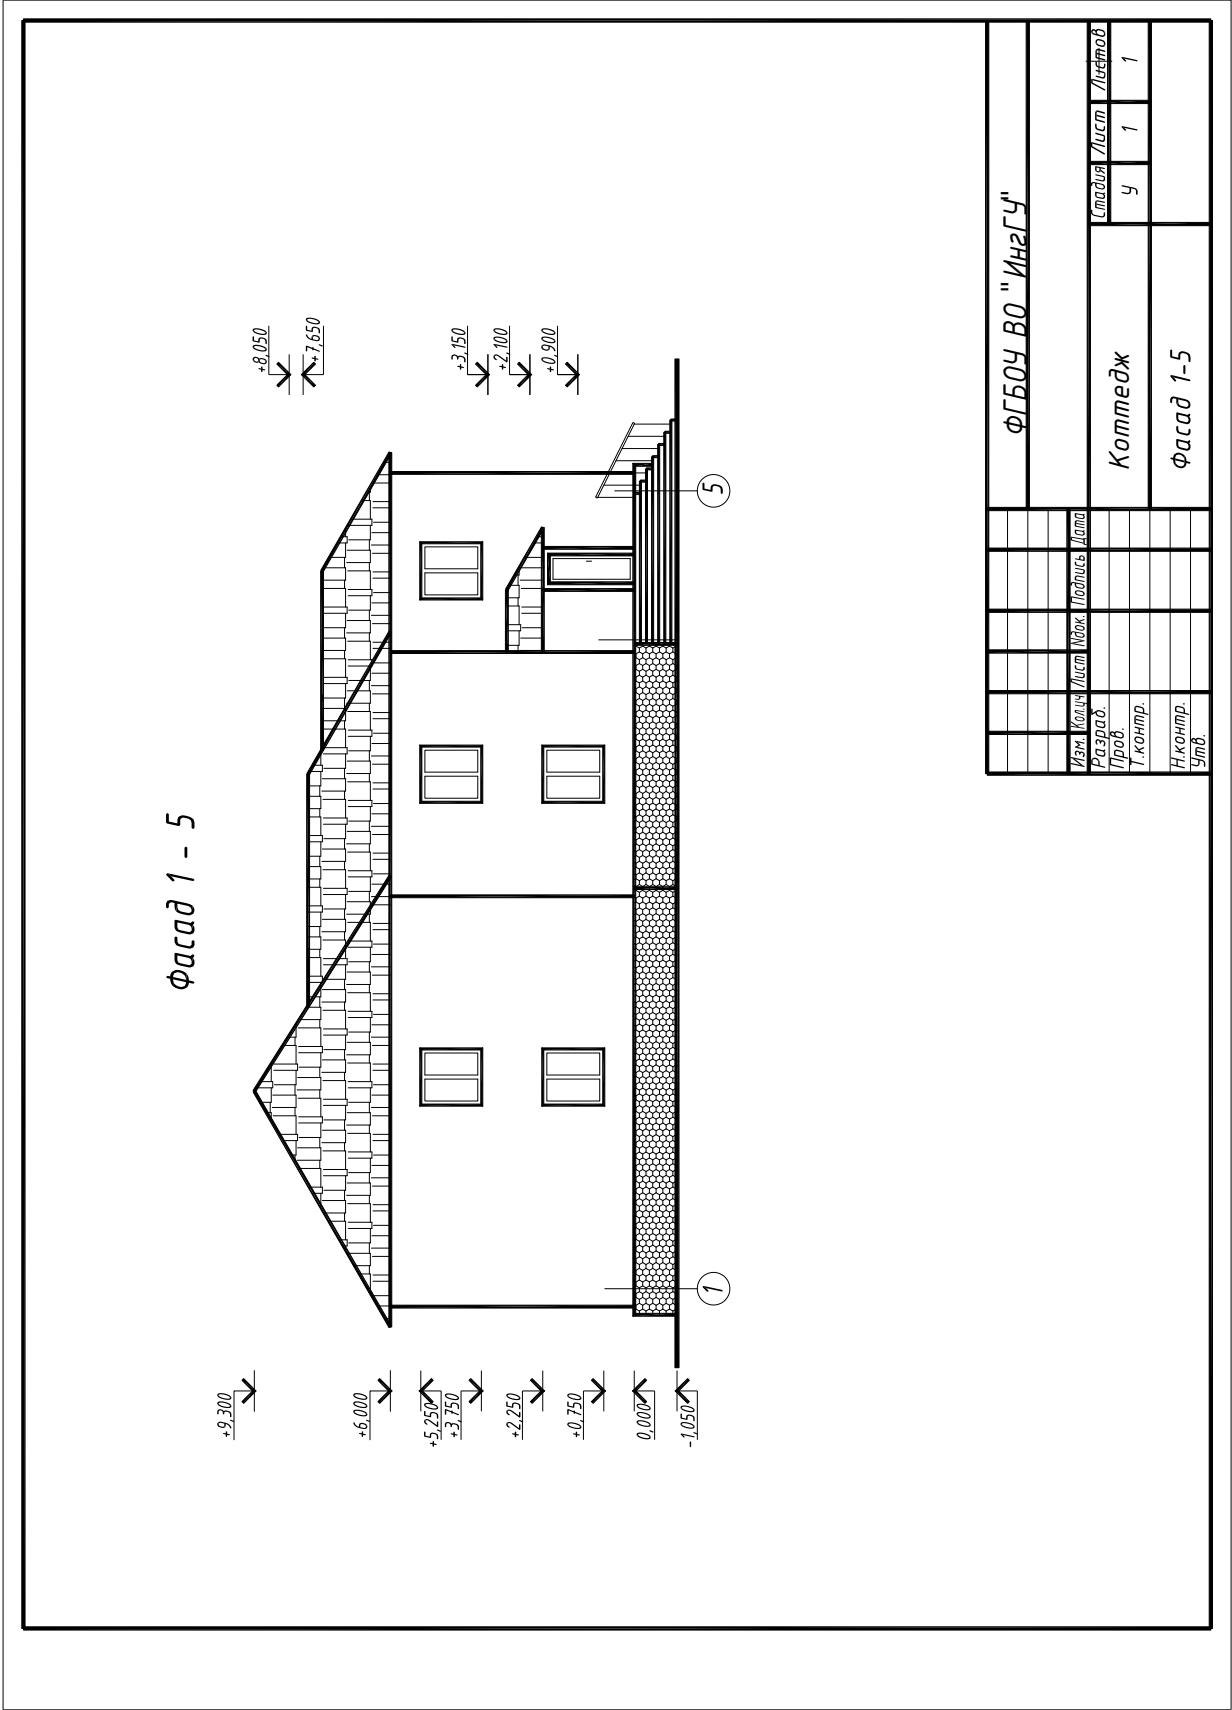 Фасад 1 - 5
+8,050
+7,650
+3,150
+2,100
+0,900
+9,300
+6,000
+5,250
+3,750
+2,250
+0,750
0,000
-1,050
1
5
ФГБОУ ВО "ИнгГУ"
Изм. Кол.уч Лист Nдок. Подпись Дата
Разраб.
Пров.
Т.контр.
Н.контр.
Утв.
Коттедж
Стадия Лист Листов
У 1 1
Фасад 1-5